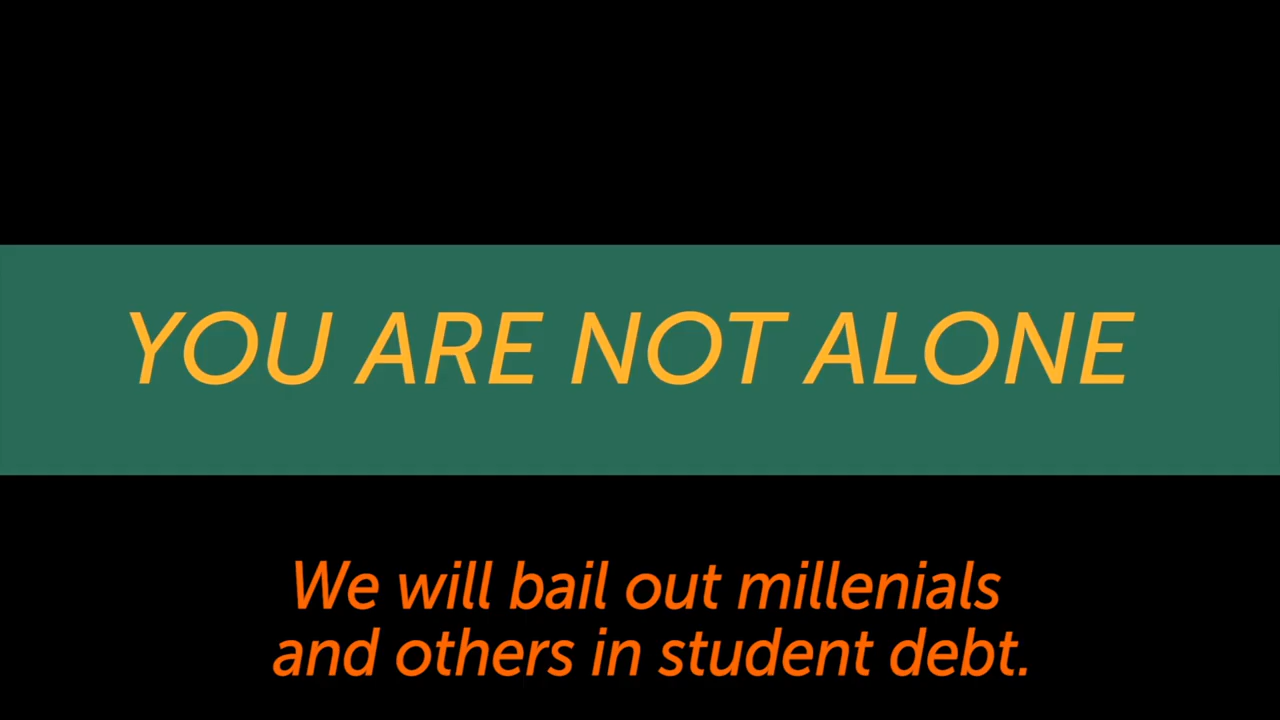 YOU ARE NOT ALONE
We will bail out millenials
and others in student debt.